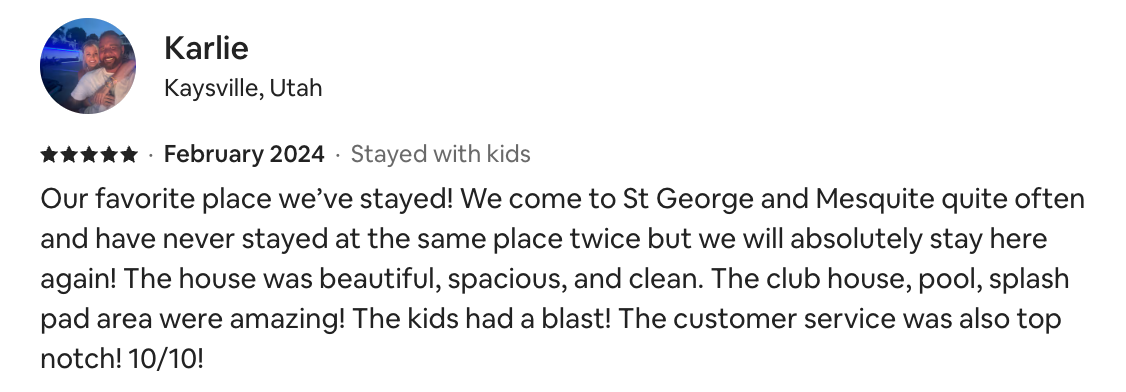 Karlie
Kaysville, Utah
★★★★★ · February 2024 · Stayed with kids
Our favorite place we’ve stayed! We come to St George and Mesquite quite often
and have never stayed at the same place twice but we will absolutely stay here
again! The house was beautiful, spacious, and clean. The club house, pool, splash
pad area were amazing! The kids had a blast! The customer service was also top
notch! 10/10!